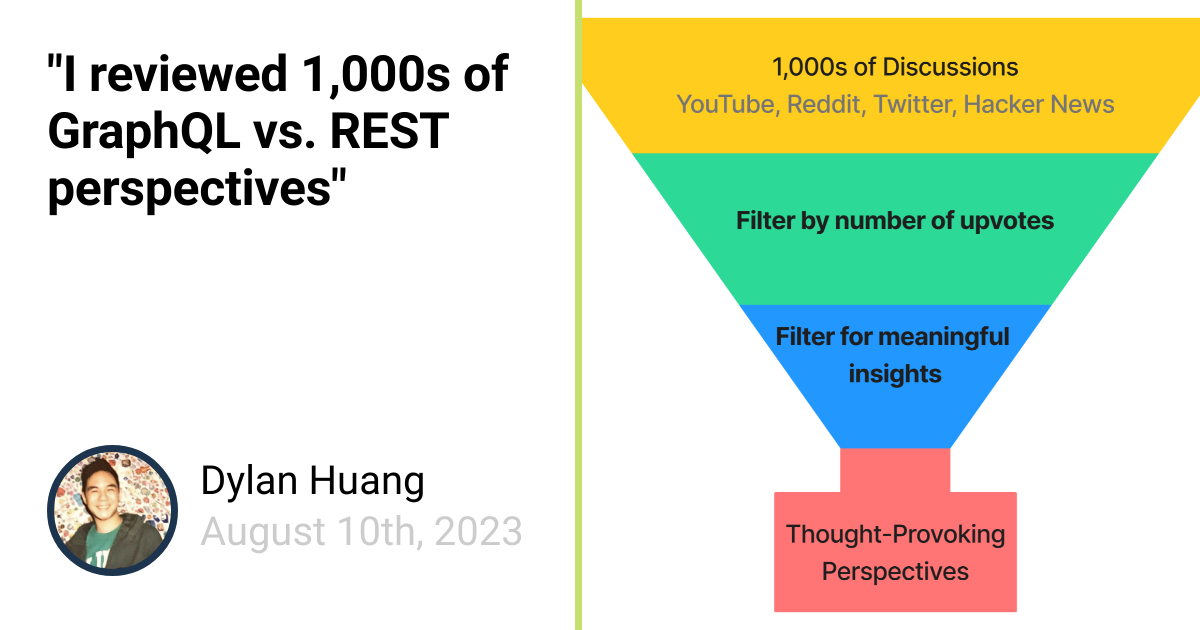 "I reviewed 1,000s of
GraphQL vs. REST
perspectives"
Dylan Huang
August 10th, 2023
1,000s of Discussions
YouTube, Reddit, Twitter, Hacker News
Filter by number of upvotes
Filter for meaningful
insights
Thought-Provoking
Perspectives